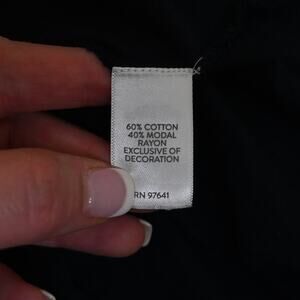 60% COTTON
40% MODAL
RAYON
EXCLUSIVE OF
DECORATION
RN 97641